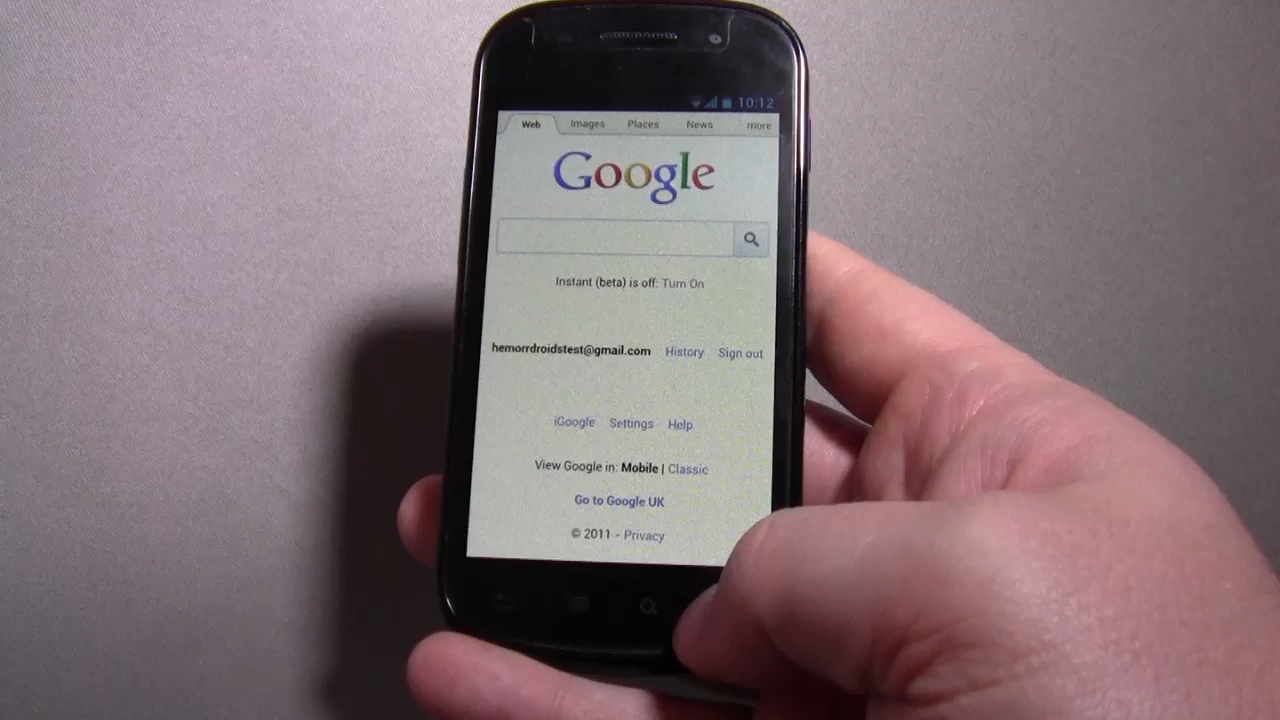 10:12
Web Images Places News more
Google
Instant (beta) is off: Turn On
hemorrdroidstest@gmail.com History Sign out
iGoogle Settings Help
View Google in: Mobile | Classic
Go to Google UK
© 2011 - Privacy